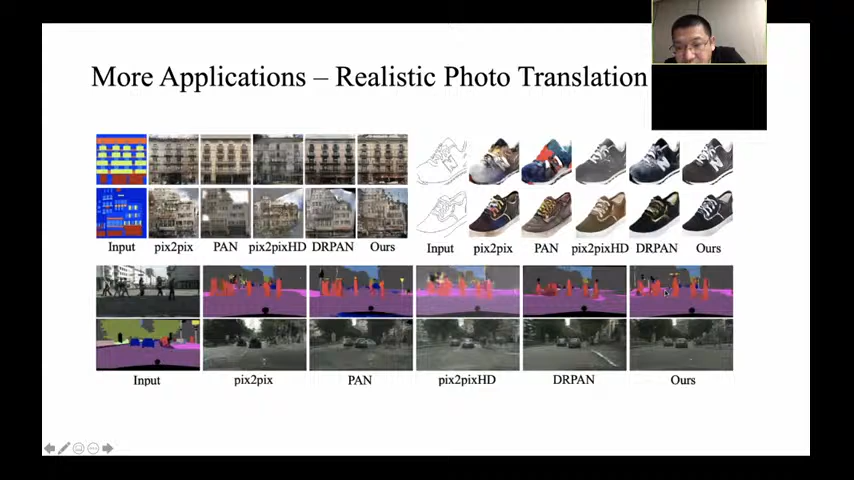 More Applications – Realistic Photo Translation
Input pix2pix PAN pix2pixHD DRPAN Ours
Input pix2pix PAN pix2pixHD DRPAN Ours
Input pix2pix PAN pix2pixHD DRPAN Ours